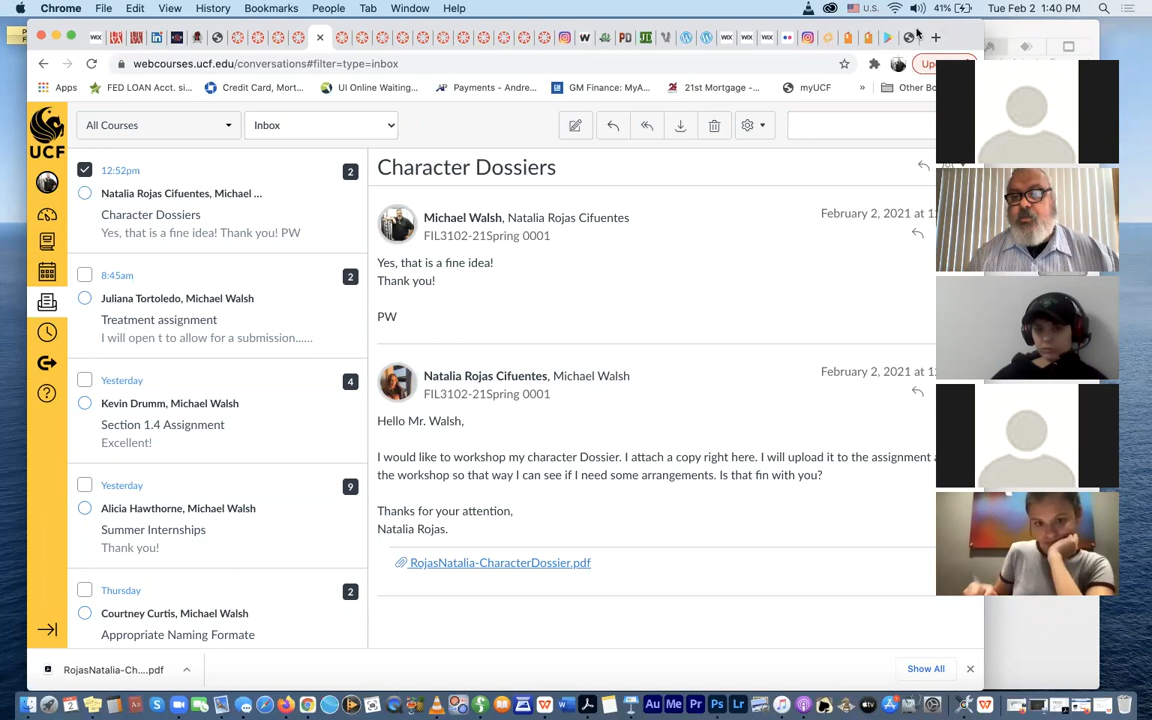 Chrome File Edit View History Bookmarks People Tab Window Help U.S. 41% Tue Feb 2 1:40 PM
webcourses.ucf.edu/conversations#filter=type=inbox
Apps FED LOAN Acct. si... Credit Card, Mort... UI Online Waiting... Payments - Andre... GM Finance: MyA... 21st Mortgage -... myUCF » Other Bo
UCF
All Courses Inbox
Character Dossiers
12:52pm 2
Natalia Rojas Cifuentes, Michael ...
Character Dossiers
Yes, that is a fine idea! Thank you! PW
8:45am 2
Juliana Tortoledo, Michael Walsh
Treatment assignment
I will open t to allow for a submission......
Yesterday 4
Kevin Drumm, Michael Walsh
Section 1.4 Assignment
Excellent!
Yesterday 9
Alicia Hawthorne, Michael Walsh
Summer Internships
Thank you!
Thursday 2
Courtney Curtis, Michael Walsh
Appropriate Naming Formate
Michael Walsh, Natalia Rojas Cifuentes February 2, 2021 at
FIL3102-21Spring 0001
Yes, that is a fine idea!
Thank you!
PW
Natalia Rojas Cifuentes, Michael Walsh February 2, 2021 at
FIL3102-21Spring 0001
Hello Mr. Walsh,
I would like to workshop my character Dossier. I attach a copy right here. I will upload it to the assignment
the workshop so that way I can see if I need some arrangements. Is that fin with you?
Thanks for your attention,
Natalia Rojas.
RojasNatalia-CharacterDossier.pdf
RojasNatalia-Ch....pdf Show All
Au Me Pr Ps Lr